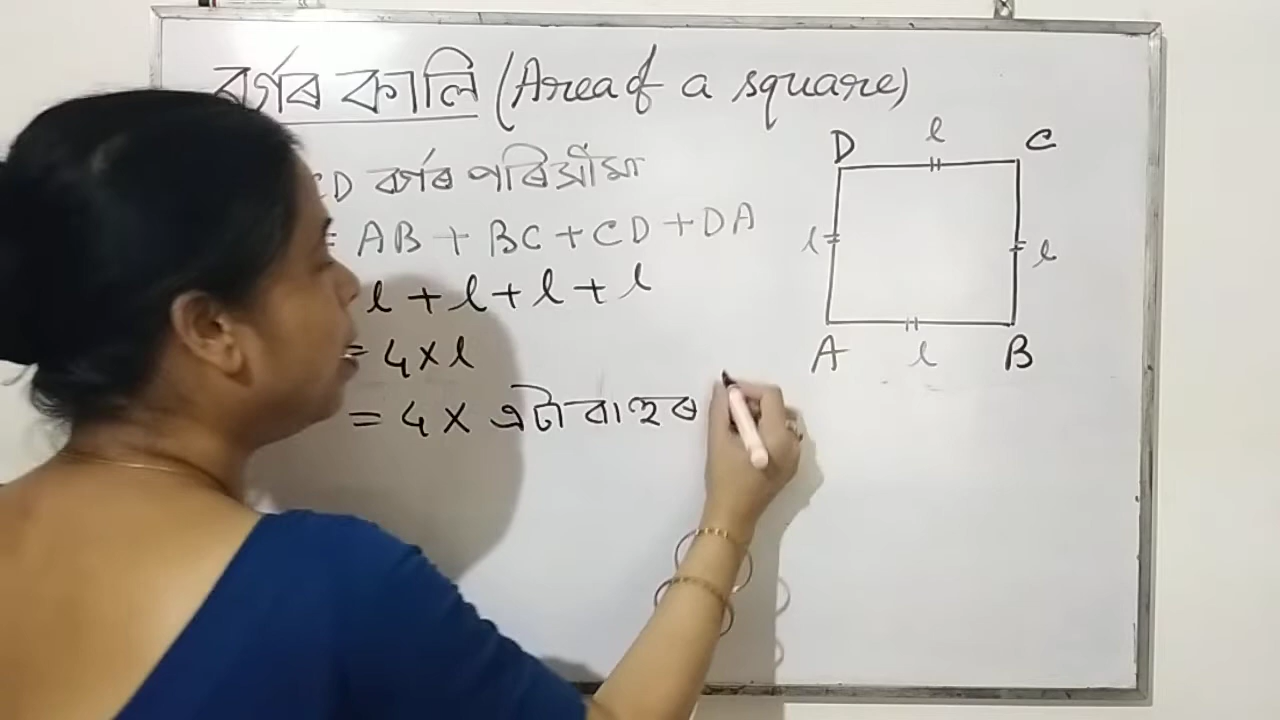 বৰ্গৰ কালি (Area of a square)
CD বৰ্গৰ পৰিসীমা
= AB + BC + CD + DA
l + l + l + l
= 4 × l
= 4 × এটা বাহুৰ
D l C
l l
A l B